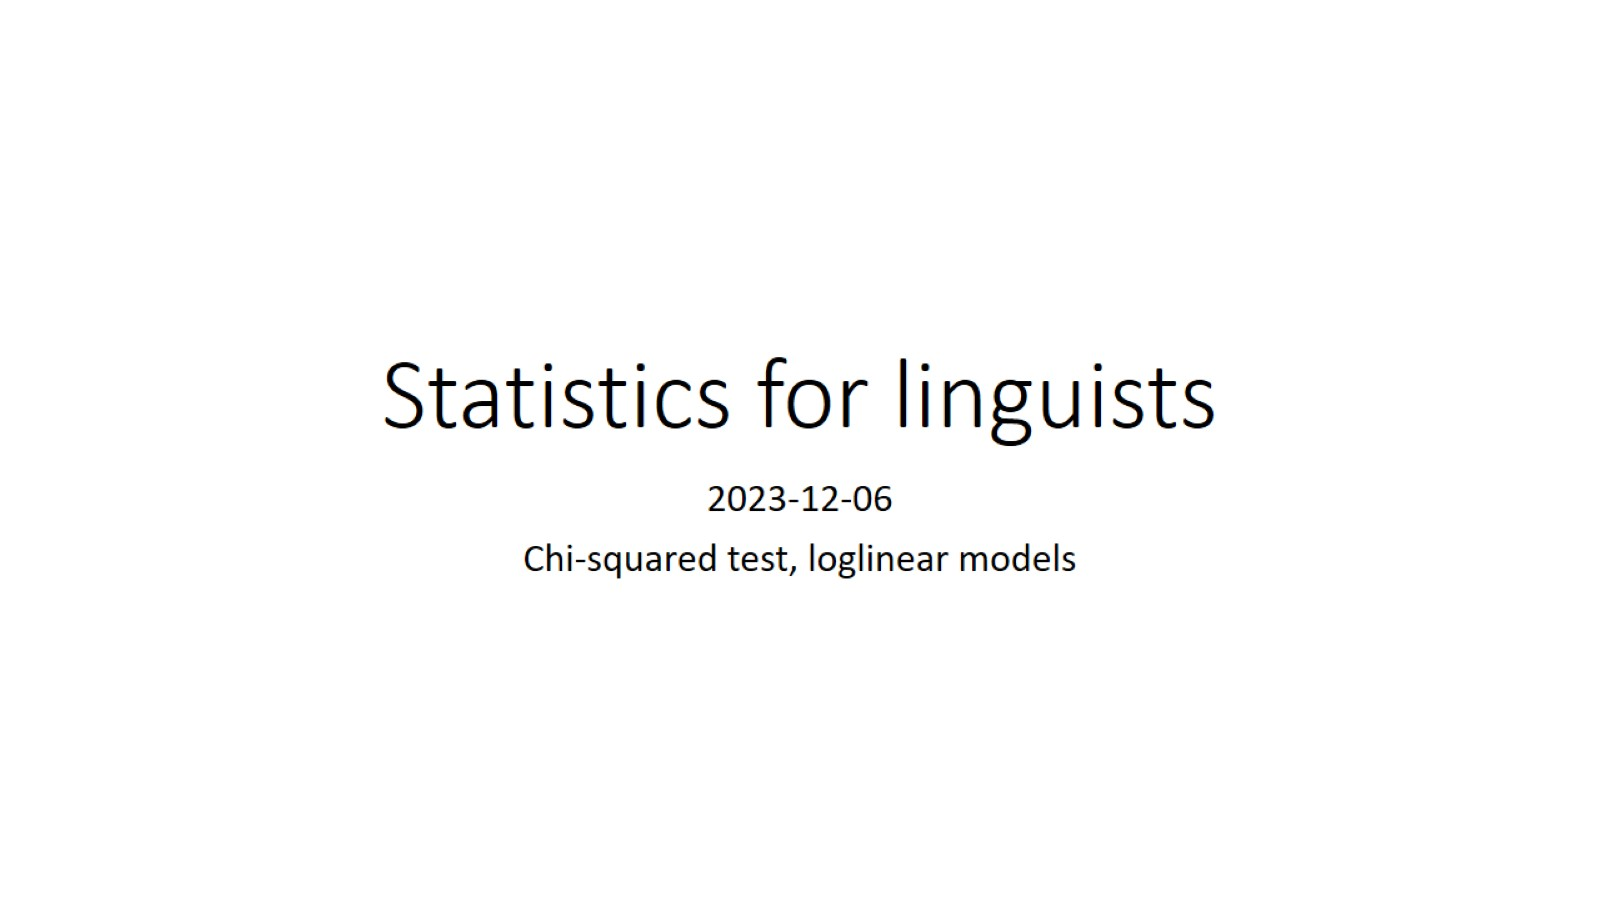 Statistics for linguists
2023-12-06
Chi-squared test, loglinear models